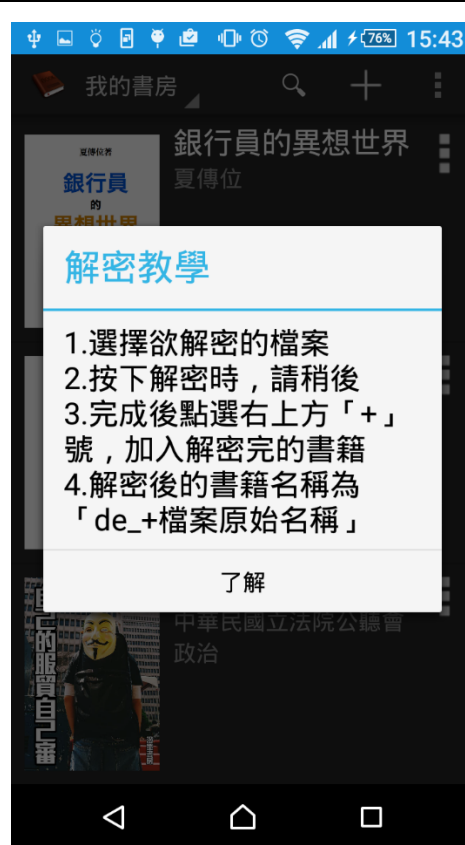 76% 15:43
我的書房
夏傳位著
銀行員
的
異想世界
銀行員的異想世界
夏傳位
解密教學
1.選擇欲解密的檔案
2.按下解密時，請稍後
3.完成後點選右上方「+」
號，加入解密完的書籍
4.解密後的書籍名稱為
「de_+檔案原始名稱」
了解
中華民國立法院公聽會
政治
自己的服貿自己審